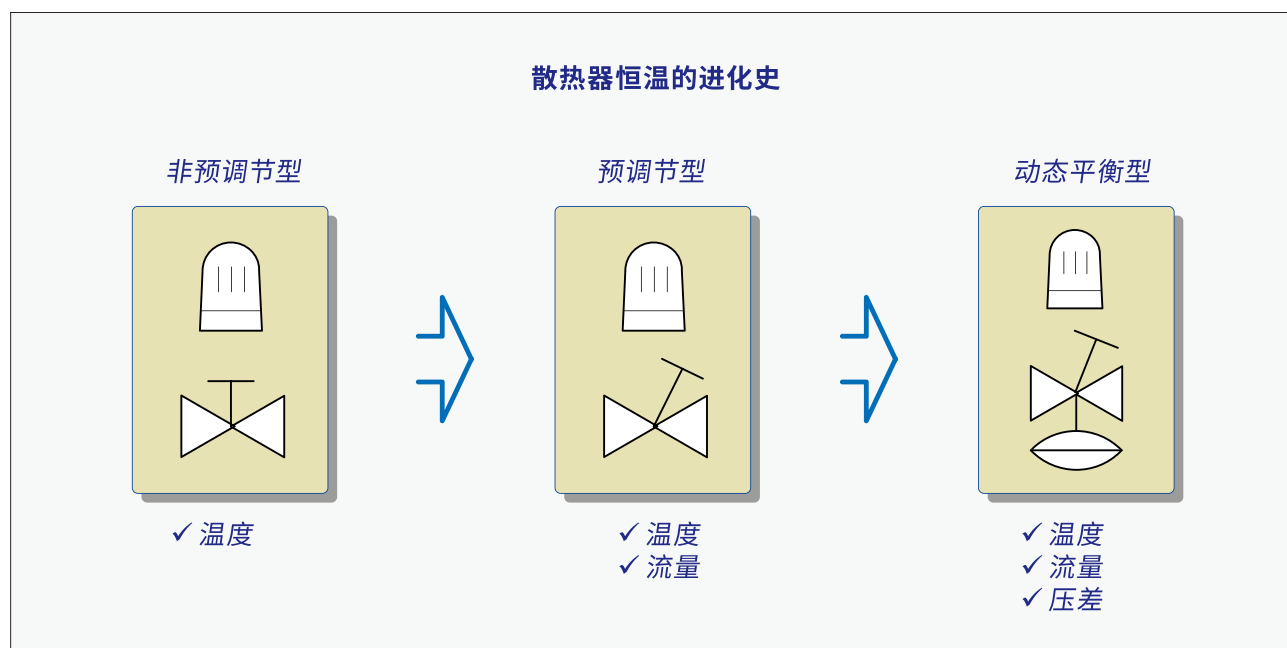 散热器恒温的进化史
非预调节型
预调节型
动态平衡型
✓ 温度
✓ 温度
✓ 流量
✓ 温度
✓ 流量
✓ 压差